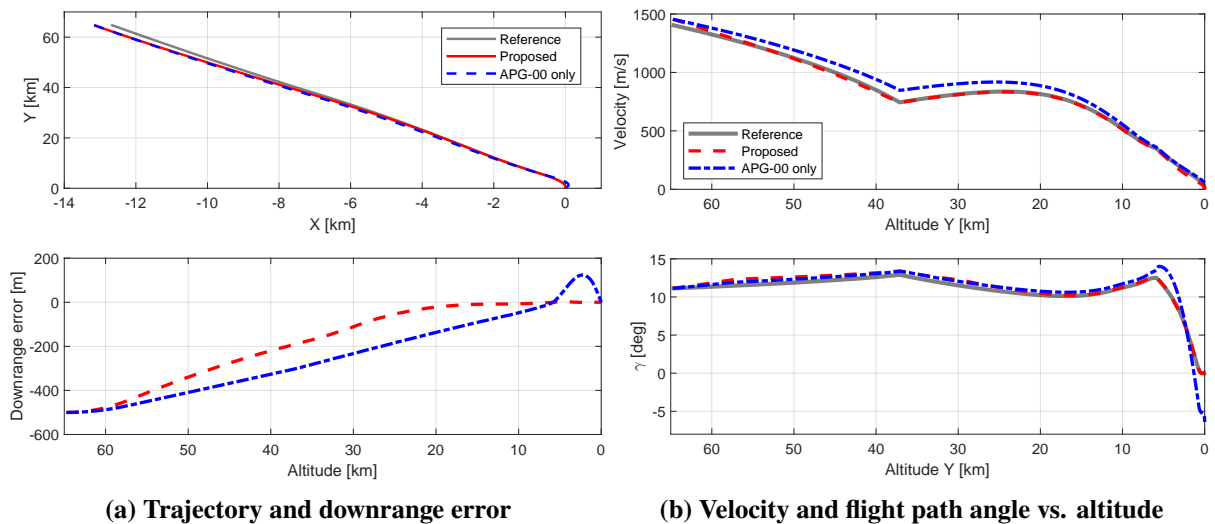 60
40
20
0
Y [km]
-14
-12
-10
-8
-6
-4
-2
0
X [km]
Reference
Proposed
APG-00 only
200
0
-200
-400
-600
Downrange error [m]
60
50
40
30
20
10
0
Altitude [km]
(a) Trajectory and downrange error
1500
1000
500
0
Velocity [m/s]
60
50
40
30
20
10
0
Altitude Y [km]
Reference
Proposed
APG-00 only
15
10
5
0
-5
γ [deg]
60
50
40
30
20
10
0
Altitude Y [km]
(b) Velocity and flight path angle vs. altitude